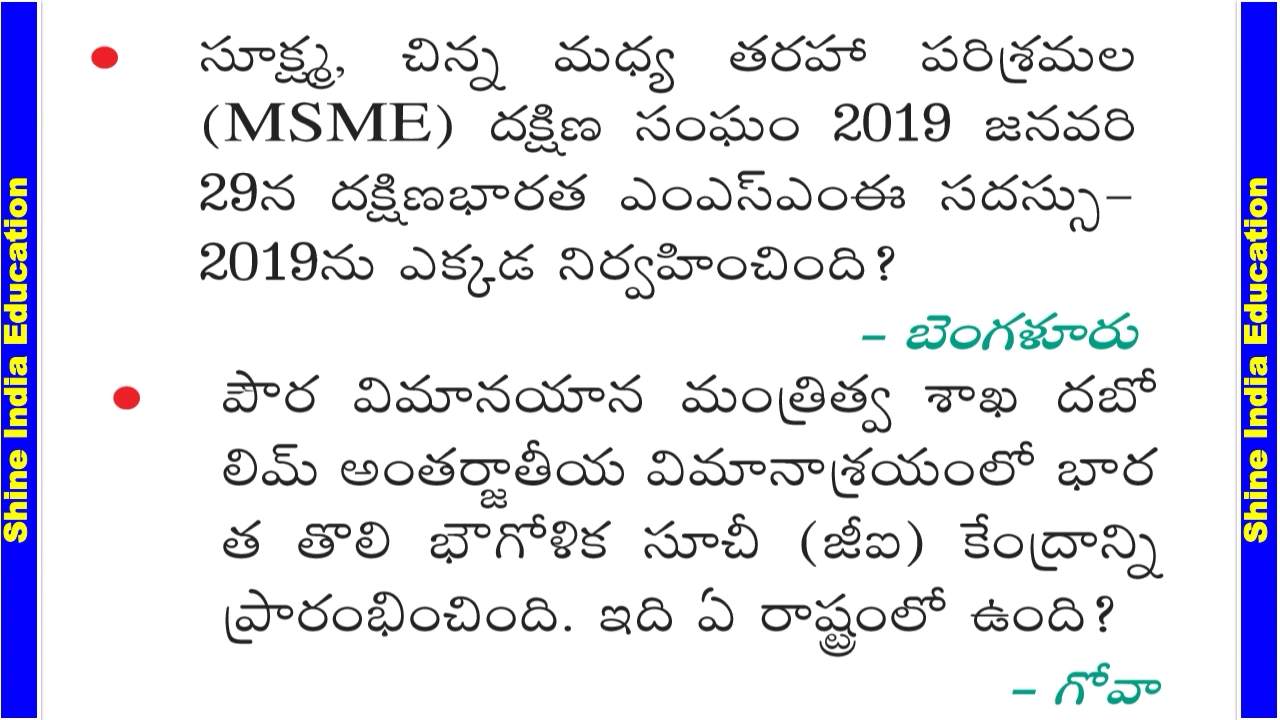 సూక్ష్మ, చిన్న మధ్య తరహా పరిశ్రమల
(MSME) దక్షిణ సంఘం 2019 జనవరి
29న దక్షిణభారత ఎంఎస్ఎంఈ సదస్సు–
2019ను ఎక్కడ నిర్వహించింది?
– బెంగళూరు
పౌర విమానయాన మంత్రిత్వ శాఖ దబో
లిమ్ అంతర్జాతీయ విమానాశ్రయంలో భార
త తొలి భౌగోళిక సూచీ (జీఐ) కేంద్రాన్ని
ప్రారంభించింది. ఇది ఏ రాష్ట్రంలో ఉంది?
– గోవా
Shine India Education
Shine India Education